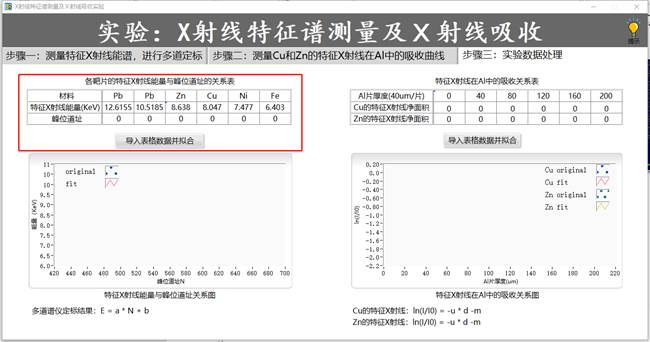 X射线特征谱测量及X射线吸收实验
实验：X射线特征谱测量及X射线吸收
提示
步骤一：测量特征X射线能谱，进行多道定标
步骤二：测量Cu和Zn的特征X射线在Al中的吸收曲线
步骤三：实验数据处理
各靶片的特征X射线能量与峰位道址的关系表
材料 Pb Pb Zn Cu Ni Fe
特征X射线能量(KeV) 12.6155 10.5185 8.638 8.047 7.477 6.403
峰位道址 0 0 0 0 0 0
导入表格数据并拟合
特征X射线在Al中的吸收关系表
Al片厚度(40um/片) 0 40 80 120 160 200
Cu的特征X射线净面积 0 0 0 0 0 0
Zn的特征X射线净面积 0 0 0 0 0 0
导入表格数据并拟合
original
fit
能量（KeV）
11
10.5
10.
9.5
9.0
8.5
8.0
7.5
7.0
6.5
6.0
420 440 460 480 500 520 540 560 580 600 620 640 660 680 700
峰位道址N
特征X射线能量与峰位道址关系图
多道谱仪定标结果：E = a * N + b
Cu original
Cu fit
Zn original
Zn fit
ln(I/I0)
0.20
0.00
-0.20
-0.40
-0.60
-0.80
-1.00
-1.20
-1.40
-1.60
-1.80
-2.0
-2.2
0 20 40 60 80 100 120 140 160 180 200 220
Al片厚度(um)
特征X射线在Al中的吸收关系图
Cu的特征X射线：ln(I/I0) = -u * d -m
Zn的特征X射线：ln(I/I0) = -u * d -m